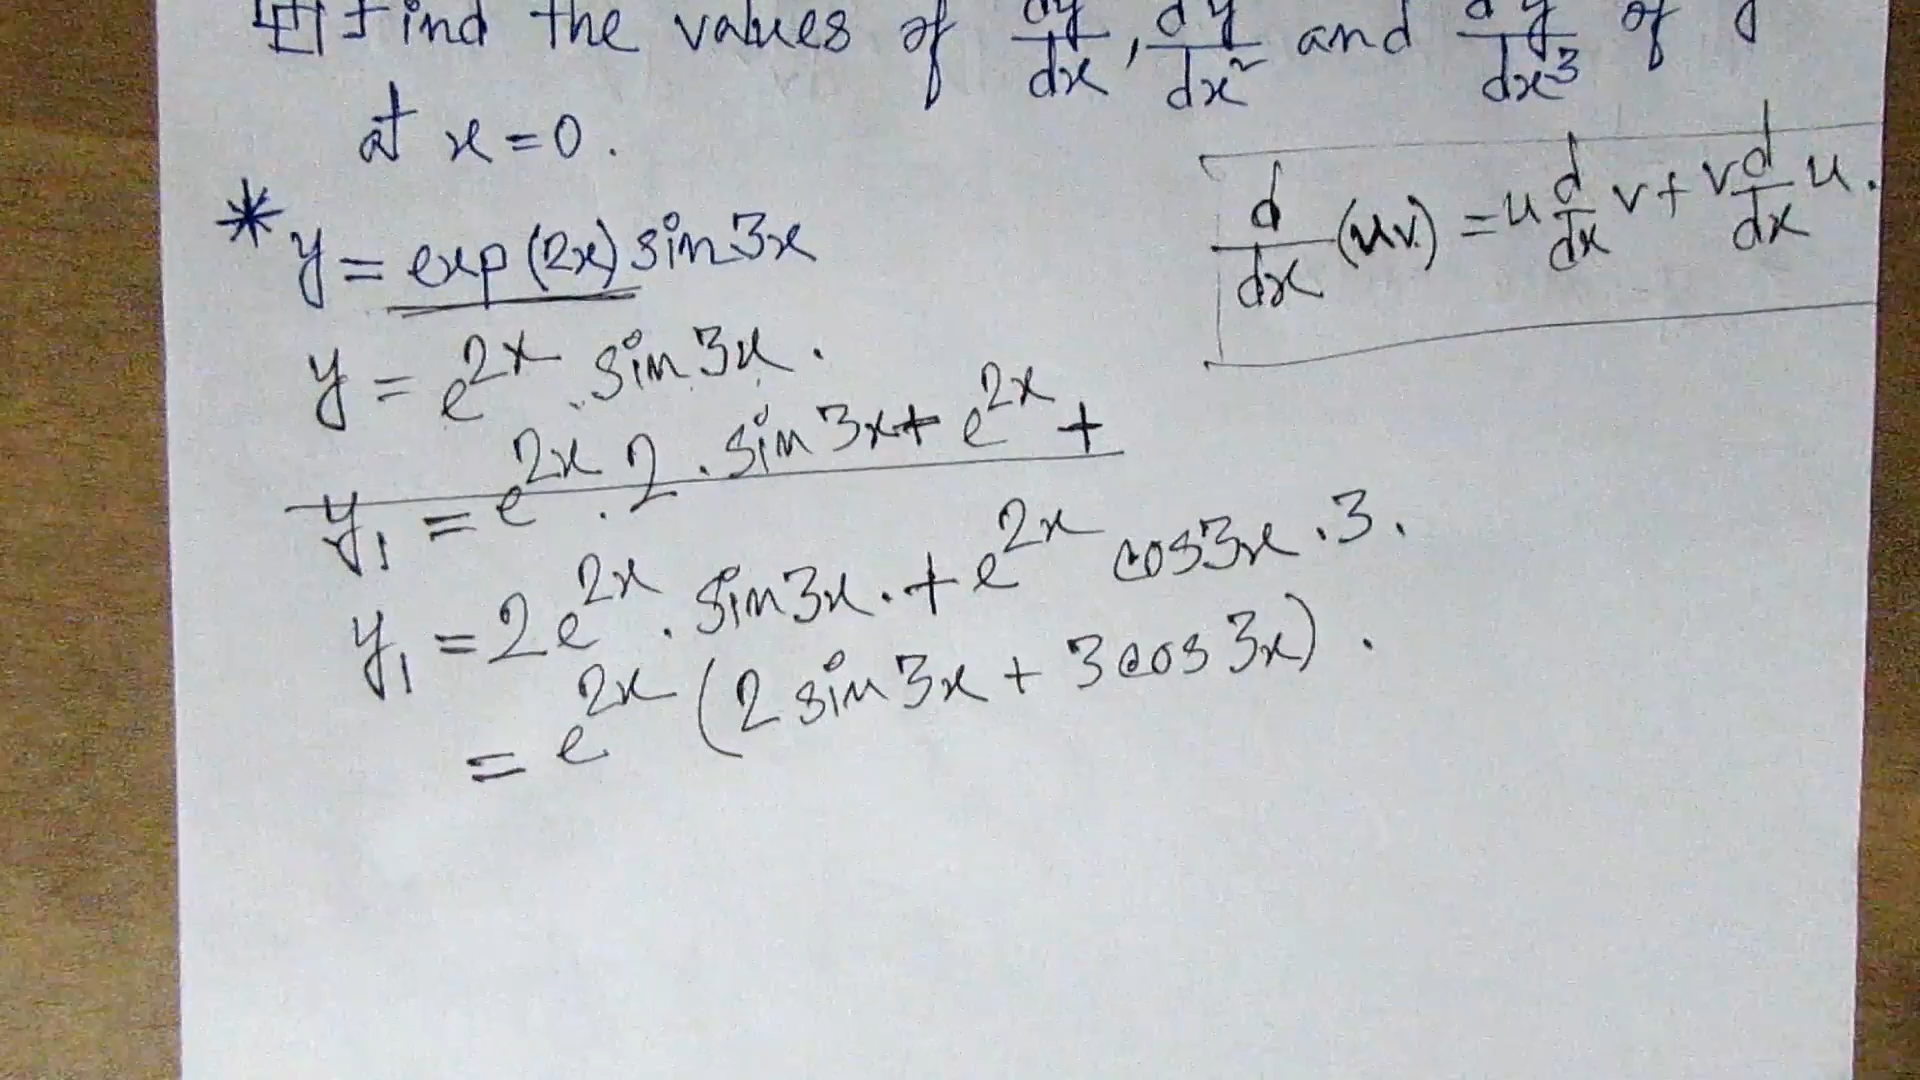 Find the values of dy/dx, d²y/dx² and d³y/dx³ of y
at x = 0.
d/dx (uv) = u d/dx v + v d/dx u.
* y = exp(2x) sin3x
y = e^2x sin3x.
y₁ = e^2x . 2 . sin3x + e^2x +
y₁ = 2e^2x . sin3x. + e^2x cos3x . 3.
= e^2x (2 sin3x + 3 cos3x).